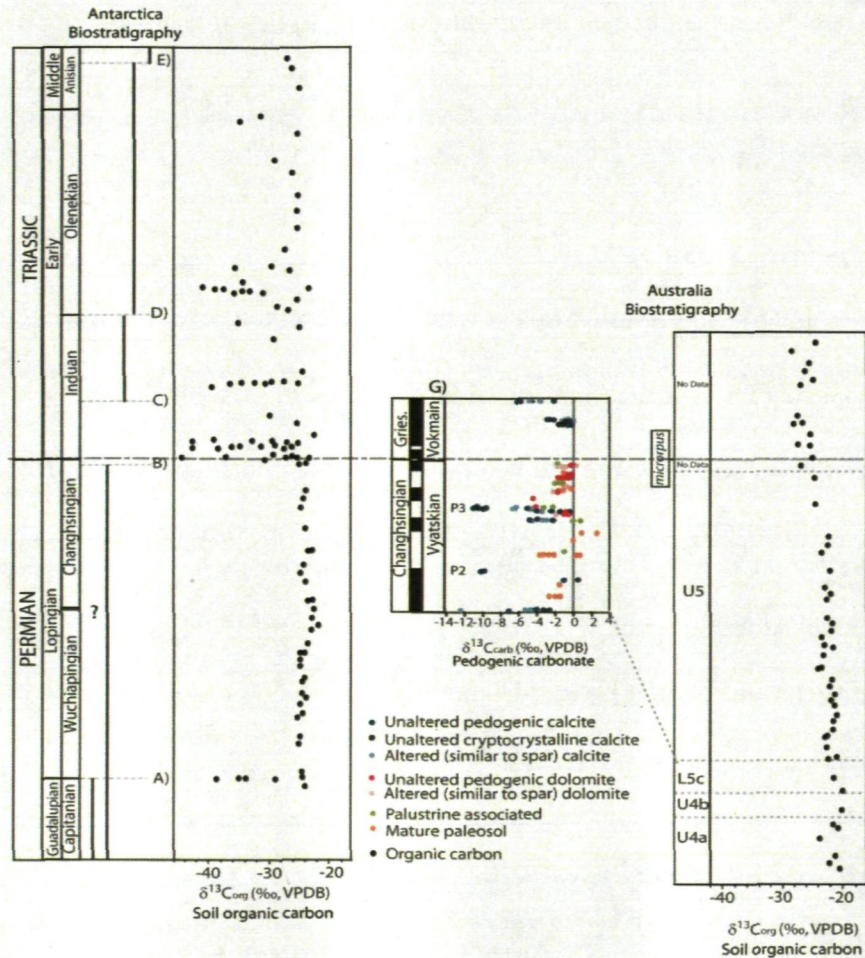 Antarctica
Biostratigraphy
TRIASSIC
PERMIAN
Middle
Early
Lopingian
Guadalupian
Anisian
Olenekian
Induan
Changhsingian
Wuchiapingian
Capitanian
?
E)
D)
C)
B)
A)
-40
-30
-20
δ¹³Corg (‰, VPDB)
Soil organic carbon
G)
Gries.
Changhsingian
Vokmain
Vyatskian
P3
P2
-14 -12 -10 -8 -6 -4 -2 0 2 4
δ¹³Ccarb (‰, VPDB)
Pedogenic carbonate
Unaltered pedogenic calcite
Unaltered cryptocrystalline calcite
Altered (similar to spar) calcite
Unaltered pedogenic dolomite
Altered (similar to spar) dolomite
Palustrine associated
Mature paleosol
Organic carbon
Australia
Biostratigraphy
No Data
microrpus
No Data
U5
L5c
U4b
U4a
-40
-30
-20
δ¹³Corg (‰, VPDB)
Soil organic carbon